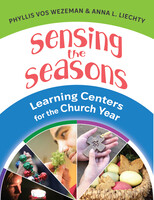 PHYLLIS VOS WEZEMAN & ANNA L. LIECHTY
sensing the
seasons
Learning Centers
for the Church Year